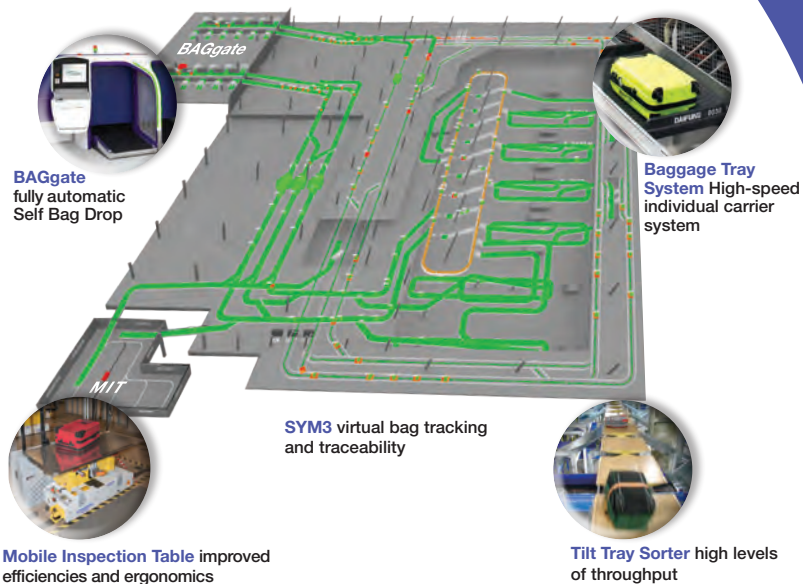 BAGgate
BAGgate
fully automatic
Self Bag Drop
DAIFUKU
Baggage Tray
System High-speed
individual carrier
system
MIT
SYM3 virtual bag tracking
and traceability
Mobile Inspection Table improved
efficiencies and ergonomics
Tilt Tray Sorter high levels
of throughput